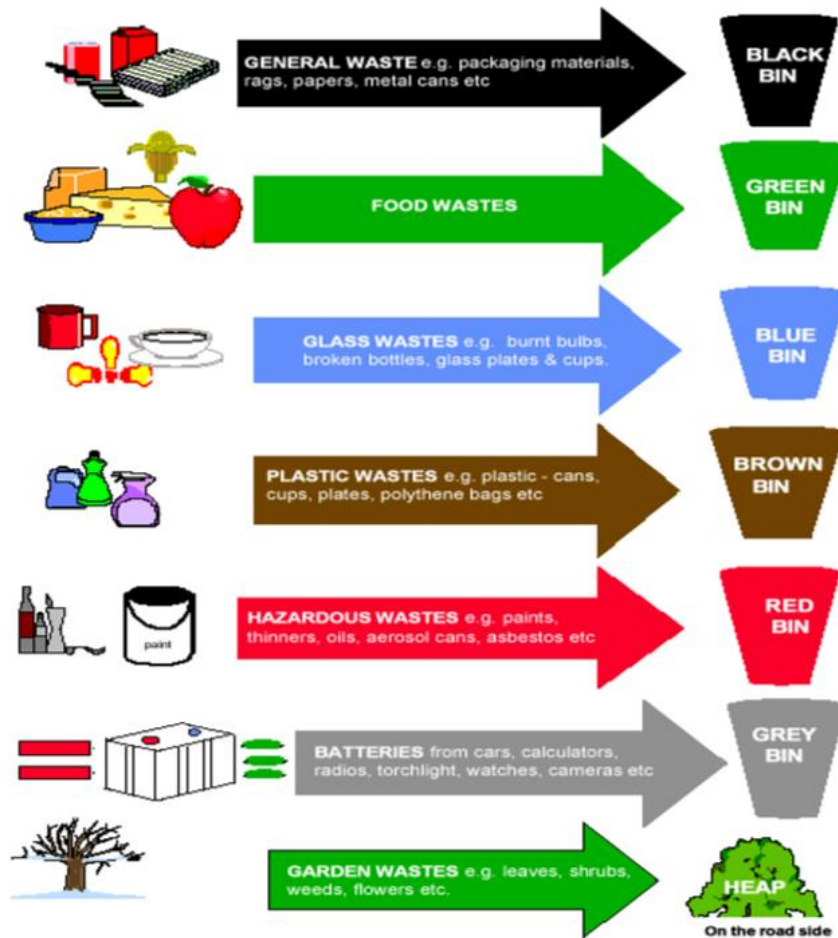 GENERAL WASTE e.g. packaging materials,
rags, papers, metal cans etc
BLACK
BIN
FOOD WASTES
GREEN
BIN
GLASS WASTES e.g. burnt bulbs,
broken bottles, glass plates & cups.
BLUE
BIN
PLASTIC WASTES e.g. plastic - cans,
cups, plates, polythene bags etc
BROWN
BIN
paint
HAZARDOUS WASTES e.g. paints,
thinners, oils, aerosol cans, asbestos etc
RED
BIN
BATTERIES from cars, calculators,
radios, torchlight, watches, cameras etc
GREY
BIN
GARDEN WASTES e.g. leaves, shrubs,
weeds, flowers etc.
HEAP
On the road side